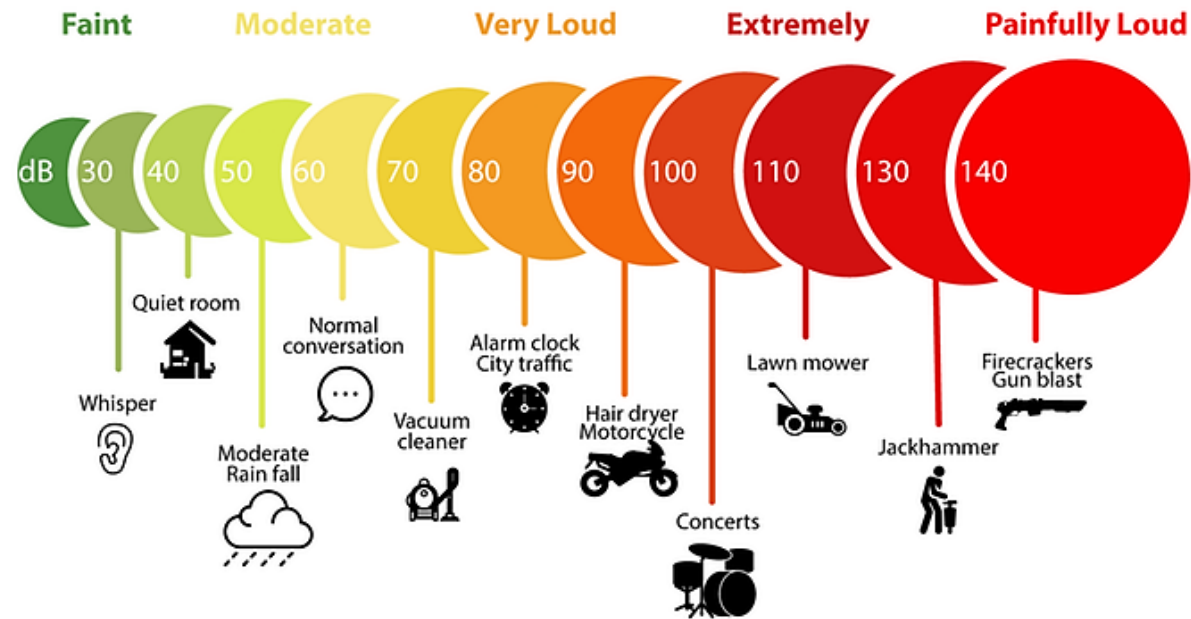 Faint Moderate Very Loud Extremely Painfully Loud
dB 30 40 50 60 70 80 90 100 110 130 140
Whisper
Quiet room
Moderate
Rain fall
Normal
conversation
Vacuum
cleaner
Alarm clock
City traffic
Hair dryer
Motorcycle
Concerts
Lawn mower
Jackhammer
Firecrackers
Gun blast